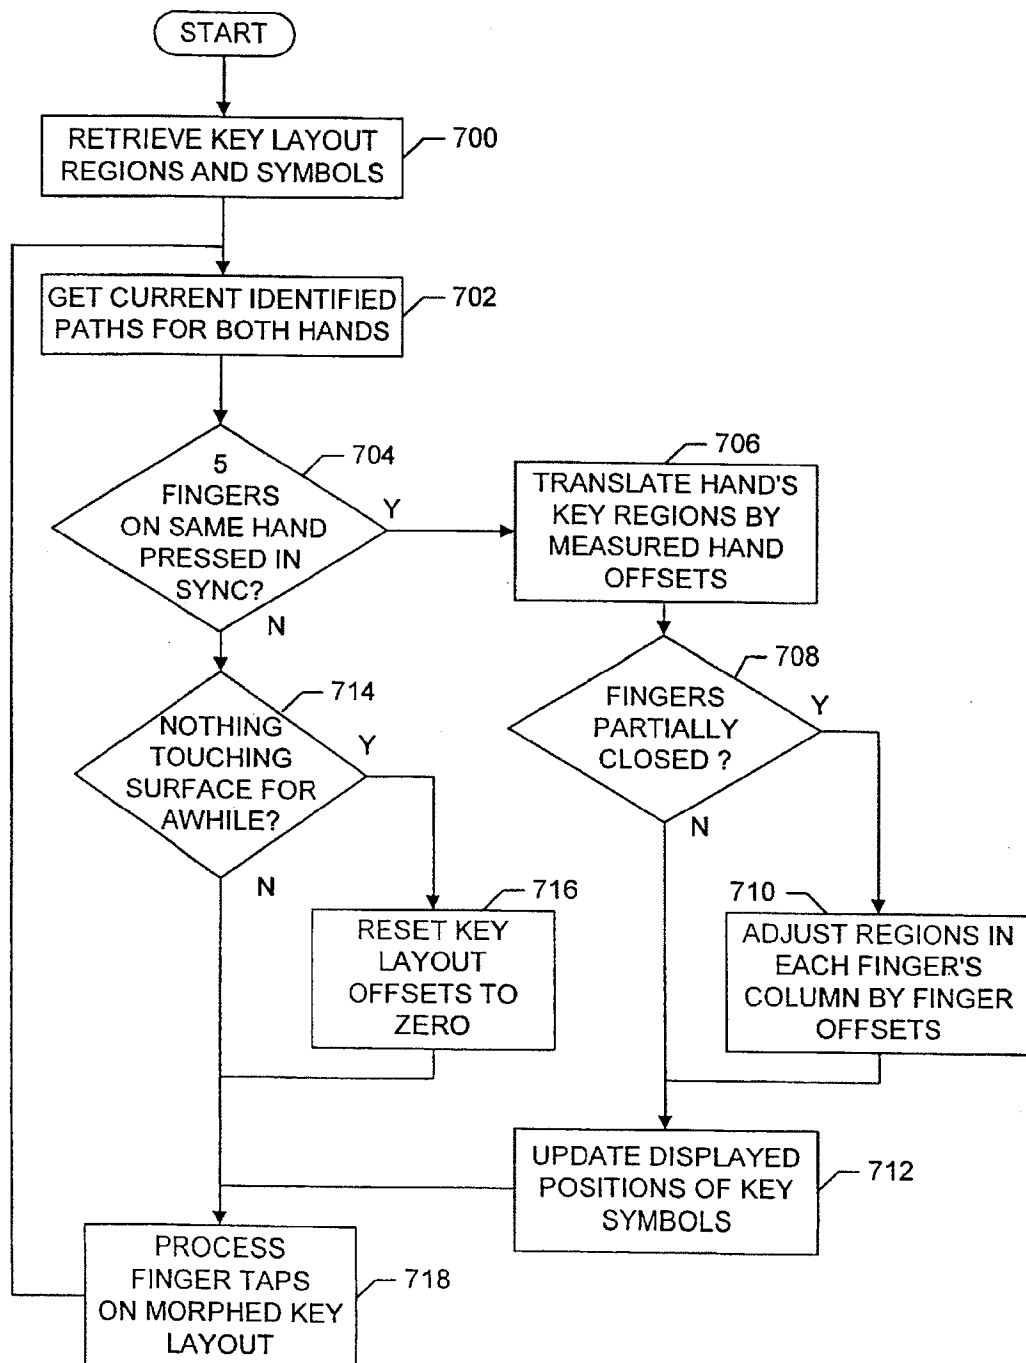 START
RETRIEVE KEY LAYOUT
REGIONS AND SYMBOLS
700
GET CURRENT IDENTIFIED
PATHS FOR BOTH HANDS
702
5
FINGERS
ON SAME HAND
PRESSED IN
SYNC?
704
Y
N
706
TRANSLATE HAND'S
KEY REGIONS BY
MEASURED HAND
OFFSETS
708
FINGERS
PARTIALLY
CLOSED ?
Y
N
714
NOTHING
TOUCHING
SURFACE FOR
AWHILE?
Y
N
716
RESET KEY
LAYOUT
OFFSETS TO
ZERO
710
ADJUST REGIONS IN
EACH FINGER'S
COLUMN BY FINGER
OFFSETS
UPDATE DISPLAYED
POSITIONS OF KEY
SYMBOLS
712
PROCESS
FINGER TAPS
ON MORPHED KEY
LAYOUT
718